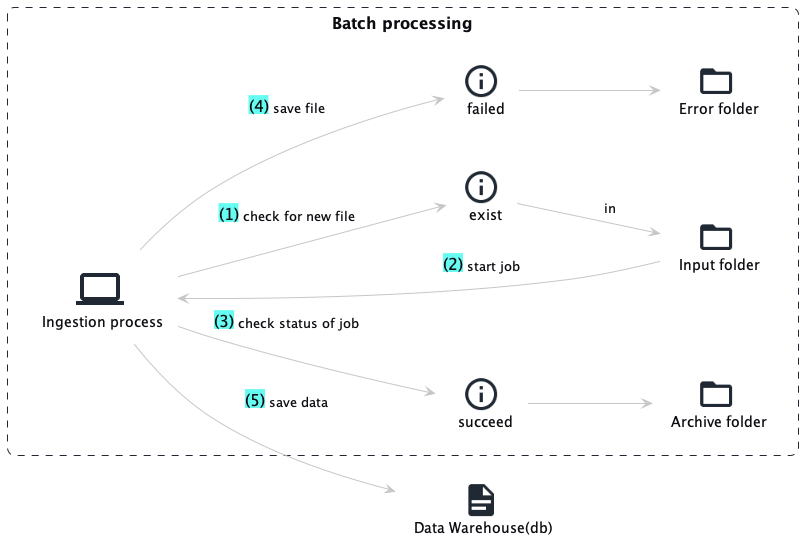 Batch processing
(4) save file
failed
Error folder
(1) check for new file
exist
in
Input folder
(2) start job
Ingestion process
(3) check status of job
(5) save data
succeed
Archive folder
Data Warehouse(db)